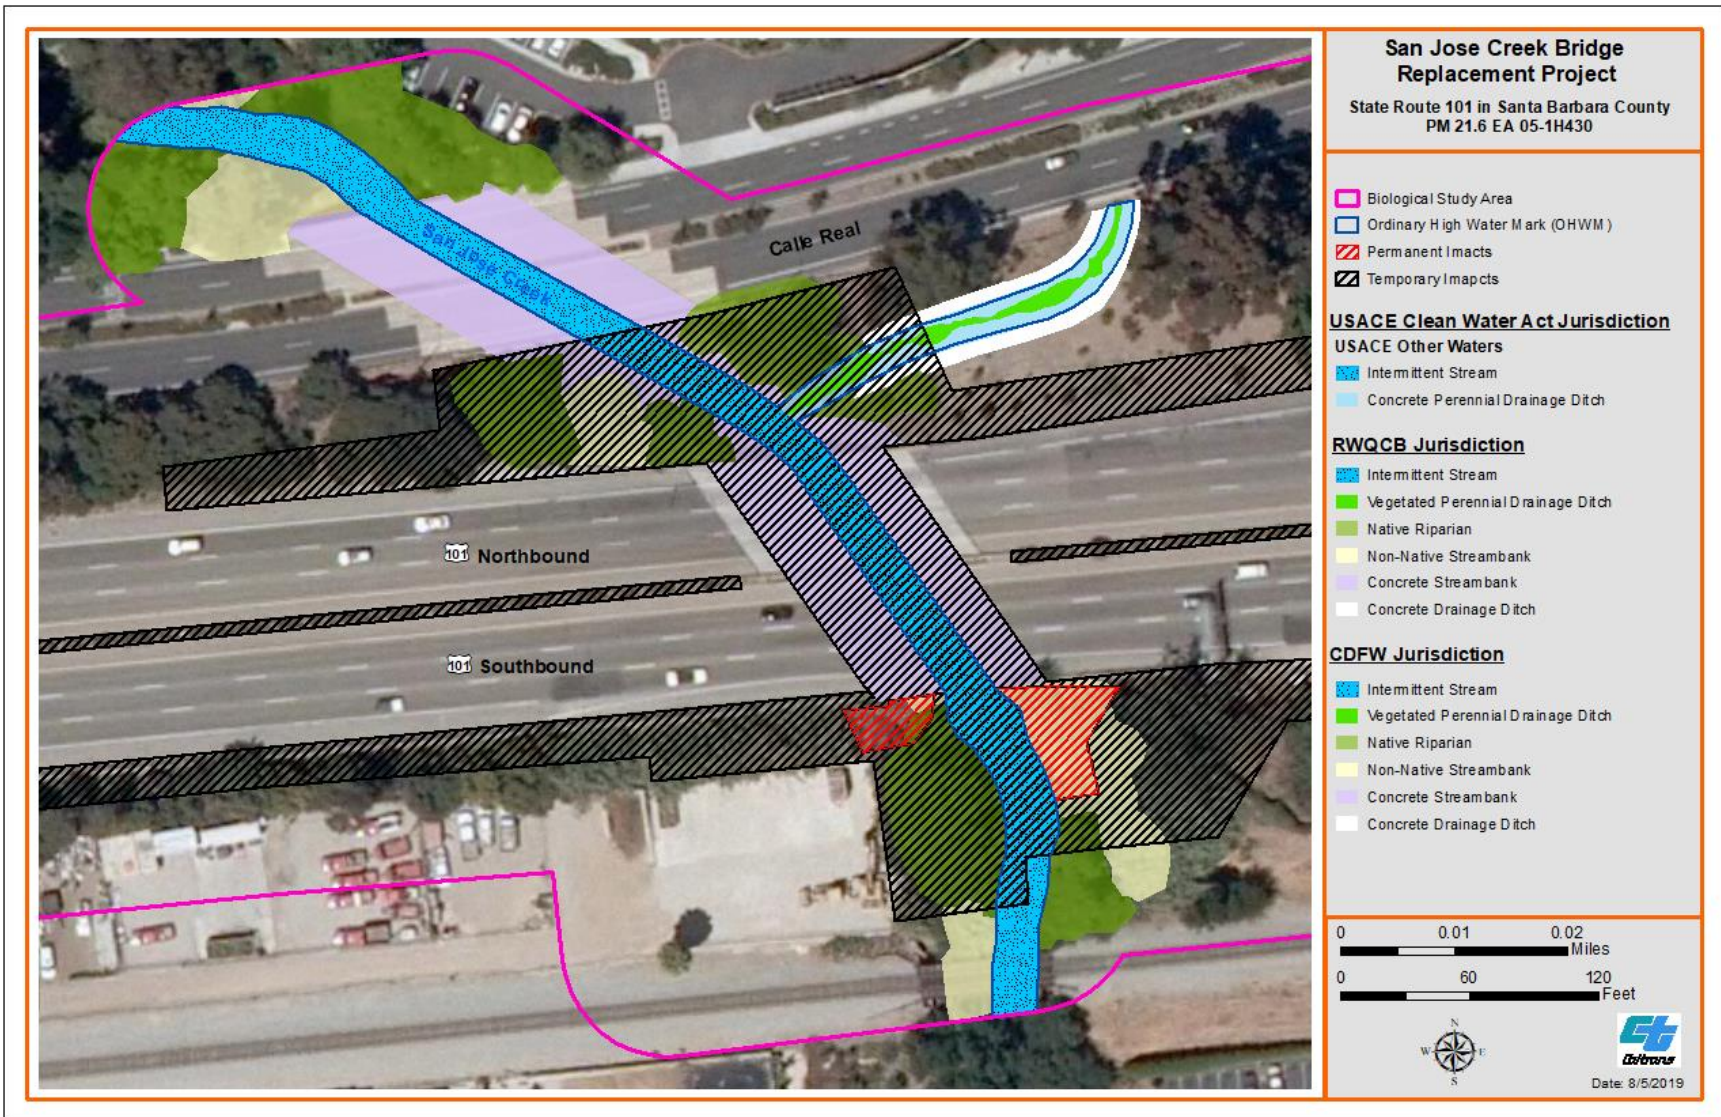 San Jose Creek Bridge
Replacement Project
State Route 101 in Santa Barbara County
PM 21.6 EA 05-1H430
Biological Study Area
Ordinary High Water Mark (OHWM)
Permanent Imacts
Temporary Imapcts
USACE Clean Water Act Jurisdiction
USACE Other Waters
Intermittent Stream
Concrete Perennial Drainage Ditch
RWQCB Jurisdiction
Intermittent Stream
Vegetated Perennial Drainage Ditch
Native Riparian
Non-Native Streambank
Concrete Streambank
Concrete Drainage Ditch
CDFW Jurisdiction
Intermittent Stream
Vegetated Perennial Drainage Ditch
Native Riparian
Non-Native Streambank
Concrete Streambank
Concrete Drainage Ditch
0 0.01 0.02
Miles
0 60 120
Feet
N
W E
S
Ct
Caltrans
Date: 8/5/2019
San Jose Creek
Calle Real
101 Northbound
101 Southbound